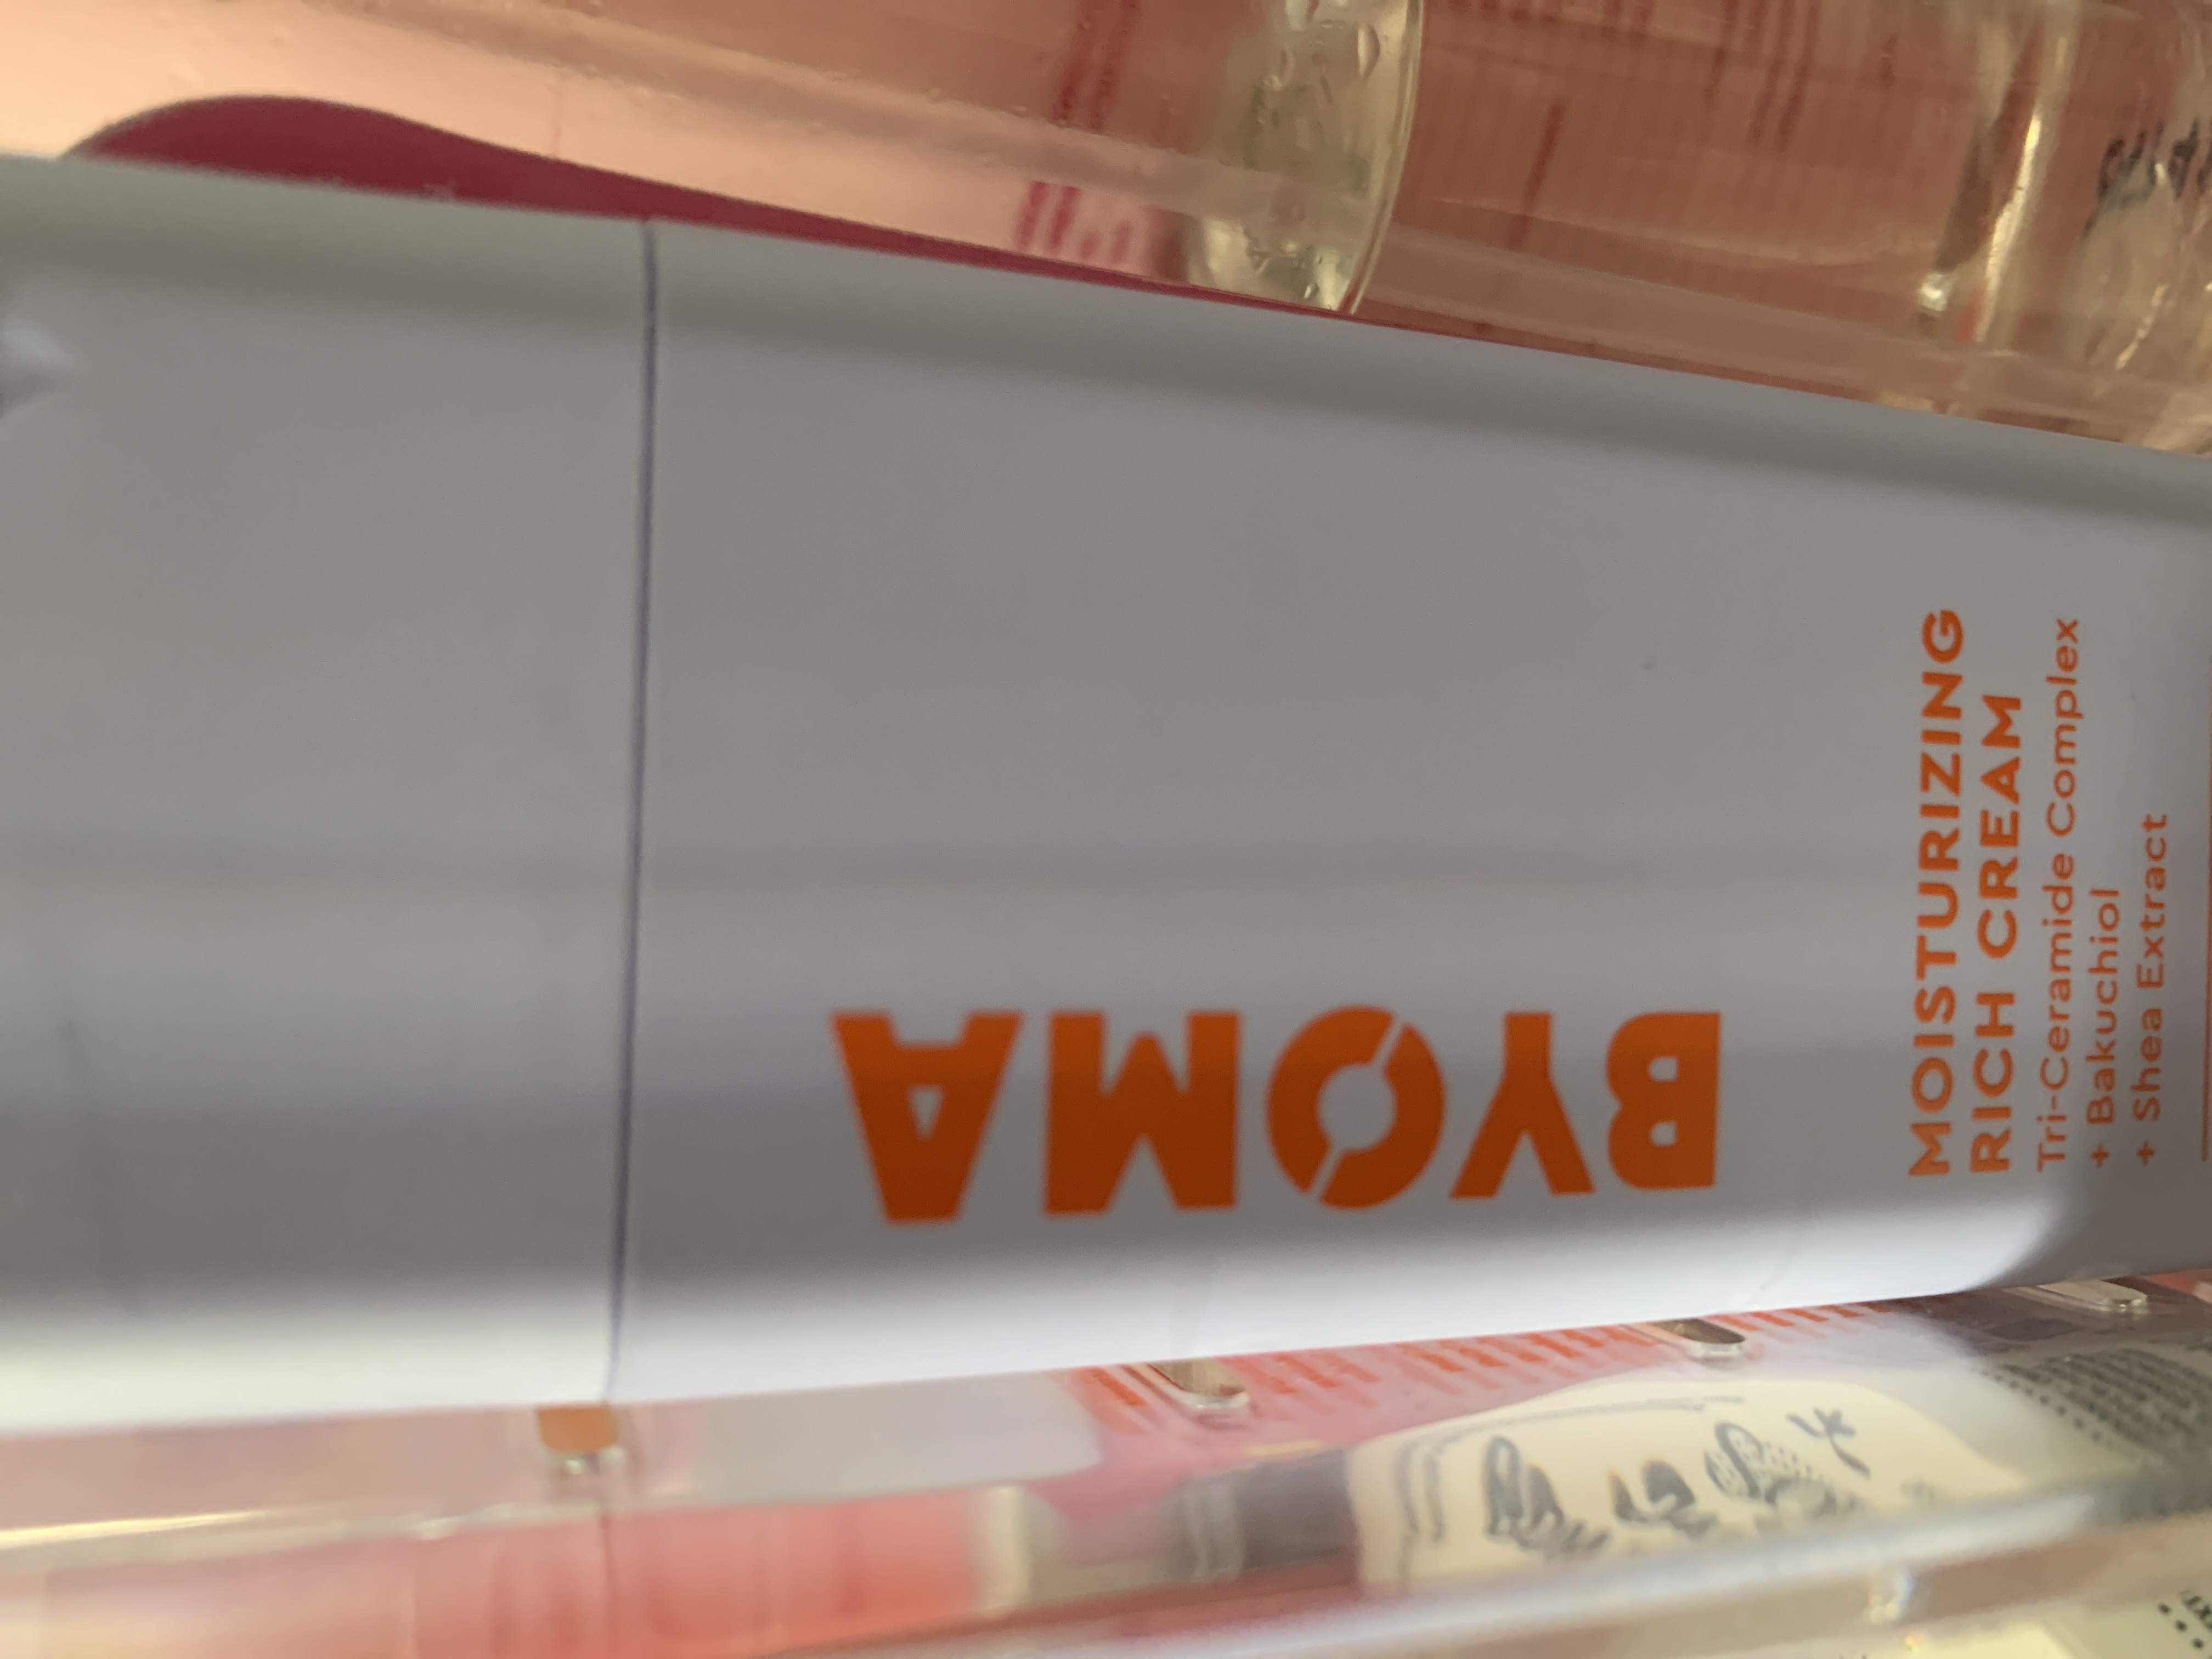 BYOMA
MOISTURIZING
RICH CREAM
Tri-Ceramide Complex
+ Bakuchiol
+ Shea Extract